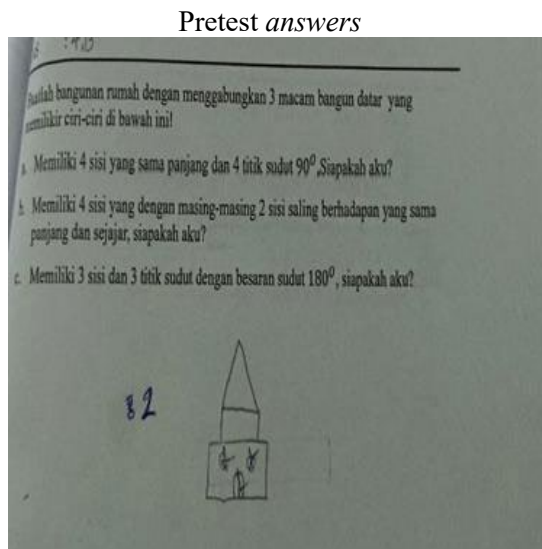 Pretest answers
bangunan rumah dengan menggabungkan 3 macam bangun datar yang
ciri-ciri di bawah ini!
Memiliki 4 sisi yang sama panjang dan 4 titik sudut 90⁰,Siapakah aku?
Memiliki 4 sisi yang dengan masing-masing 2 sisi saling berhadapan yang sama
panjang dan sejajar, siapakah aku?
c. Memiliki 3 sisi dan 3 titik sudut dengan besaran sudut 180⁰, siapakah aku?
2